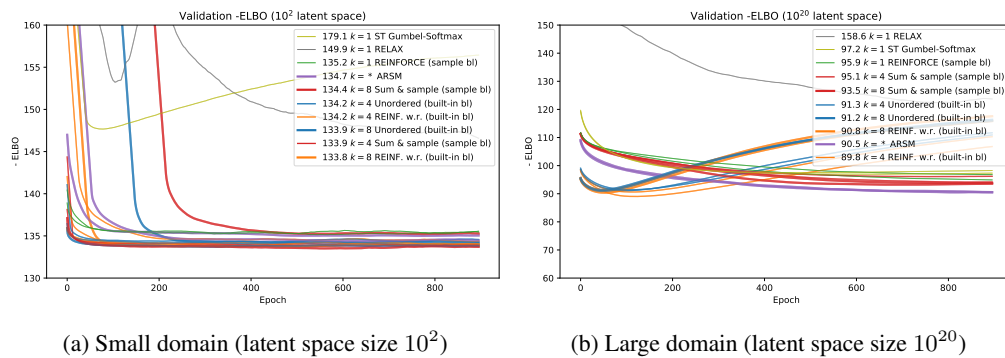 Validation -ELBO (10² latent space)
160
155
150
145
140
135
130
- ELBO
0
200
400
600
800
Epoch
179.1 k = 1 ST Gumbel-Softmax
149.9 k = 1 RELAX
135.2 k = 1 REINFORCE (sample bl)
134.7 k = * ARSM
134.4 k = 8 Sum & sample (sample bl)
134.2 k = 4 Unordered (built-in bl)
134.2 k = 4 REINF. w.r. (built-in bl)
133.9 k = 8 Unordered (built-in bl)
133.9 k = 4 Sum & sample (sample bl)
133.8 k = 8 REINF. w.r. (built-in bl)
(a) Small domain (latent space size 10²)
Validation -ELBO (10²⁰ latent space)
150
140
130
120
110
100
90
80
70
60
- ELBO
0
200
400
600
800
Epoch
158.6 k = 1 RELAX
97.2 k = 1 ST Gumbel-Softmax
95.9 k = 1 REINFORCE (sample bl)
95.1 k = 4 Sum & sample (sample bl)
93.5 k = 8 Sum & sample (sample bl)
91.3 k = 4 Unordered (built-in bl)
91.2 k = 8 Unordered (built-in bl)
90.8 k = 8 REINF. w.r. (built-in bl)
90.5 k = * ARSM
89.8 k = 4 REINF. w.r. (built-in bl)
(b) Large domain (latent space size 10²⁰)